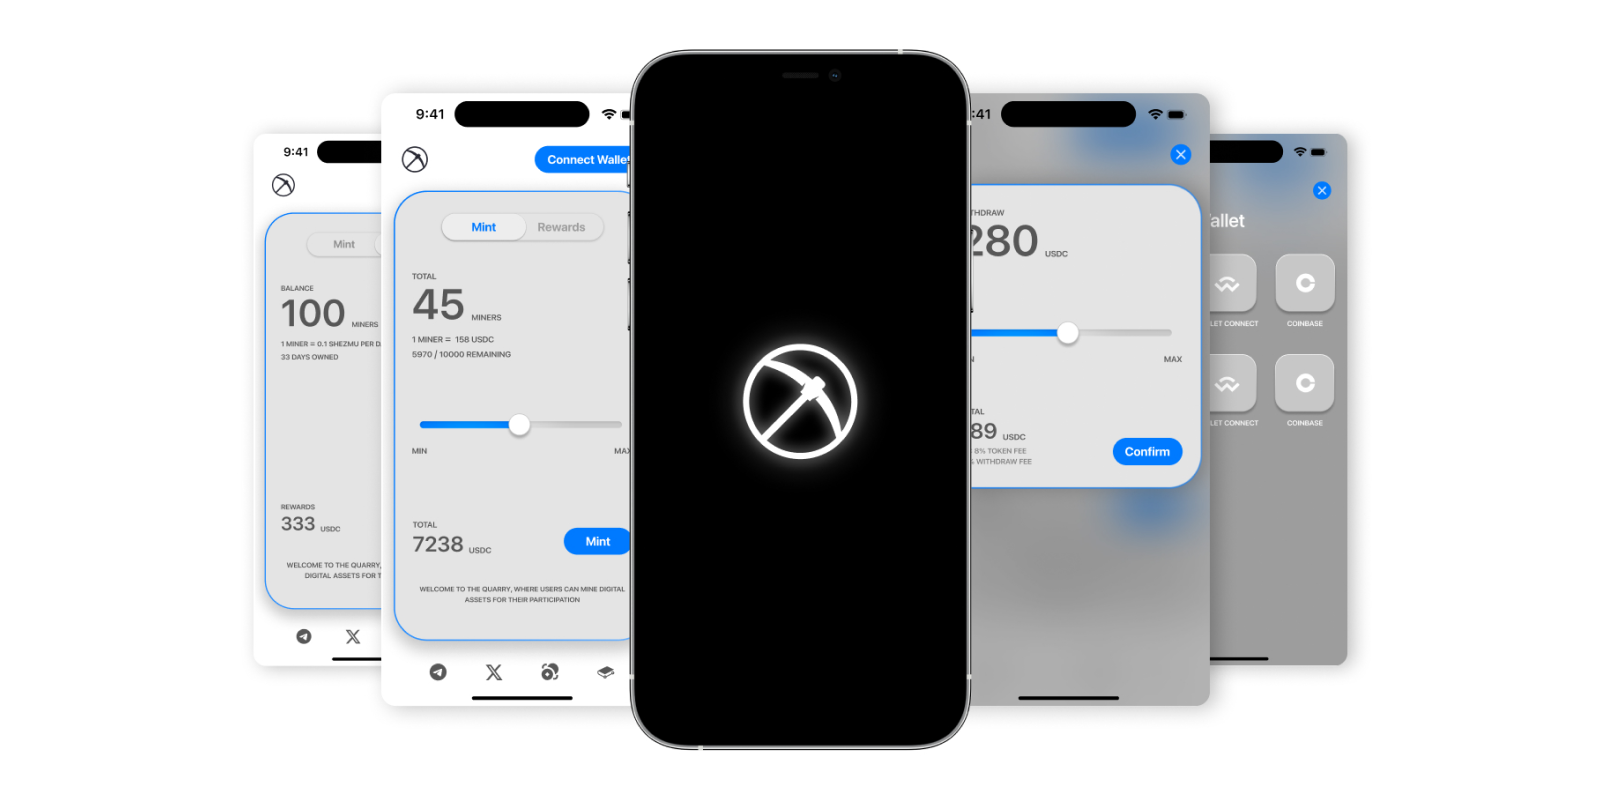 9:41
Mint
BALANCE
100 MINERS
1 MINER = 0.1 SHEZMU PER
33 DAYS OWNED
REWARDS
333 USDC
WELCOME TO THE QUARRY,
DIGITAL ASSETS FOR
9:41
Connect Wallet
Mint Rewards
TOTAL
45 MINERS
1 MINER = 158 USDC
5970 / 10000 REMAINING
MIN MAX
TOTAL
7238 USDC
Mint
WELCOME TO THE QUARRY, WHERE USERS CAN MINE DIGITAL
ASSETS FOR THEIR PARTICIPATION
:41
THDRAW
280 USDC
MAX
TAL
89 USDC
8% TOKEN FEE
WITHDRAW FEE
Confirm
allet
LET CONNECT COINBASE
LET CONNECT COINBASE